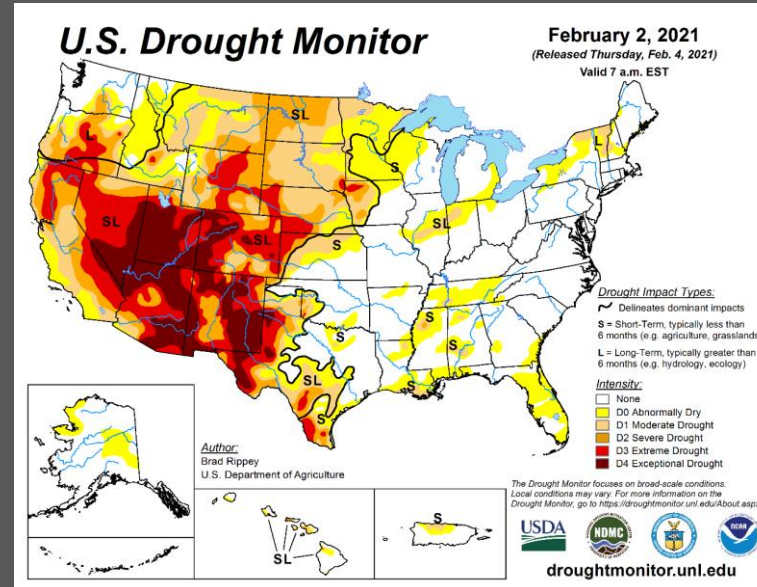 U.S. Drought Monitor
February 2, 2021
(Released Thursday, Feb. 4, 2021)
Valid 7 a.m. EST
SL
L
S
L
SL
SL
S
SL
S
S
S
SL
S
S
Drought Impact Types:
Delineates dominant impacts
S = Short-Term, typically less than
6 months (e.g. agriculture, grasslands
L = Long-Term, typically greater than
6 months (e.g. hydrology, ecology)
Intensity:
None
D0 Abnormally Dry
D1 Moderate Drought
D2 Severe Drought
D3 Extreme Drought
D4 Exceptional Drought
Author:
Brad Rippey
U.S. Department of Agriculture
SL
S
The Drought Monitor focuses on broad-scale conditions.
Local conditions may vary. For more information on the
Drought Monitor, go to https://droughtmonitor.unl.edu/About.aspx
USDA
NDMC
NOAA
droughtmonitor.unl.edu